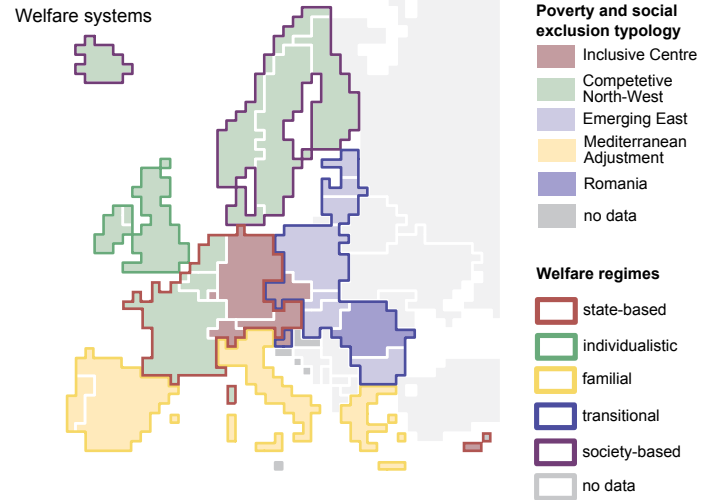 Welfare systems
Poverty and social
exclusion typology
Inclusive Centre
Competetive
North-West
Emerging East
Mediterranean
Adjustment
Romania
no data
Welfare regimes
state-based
individualistic
familial
transitional
society-based
no data